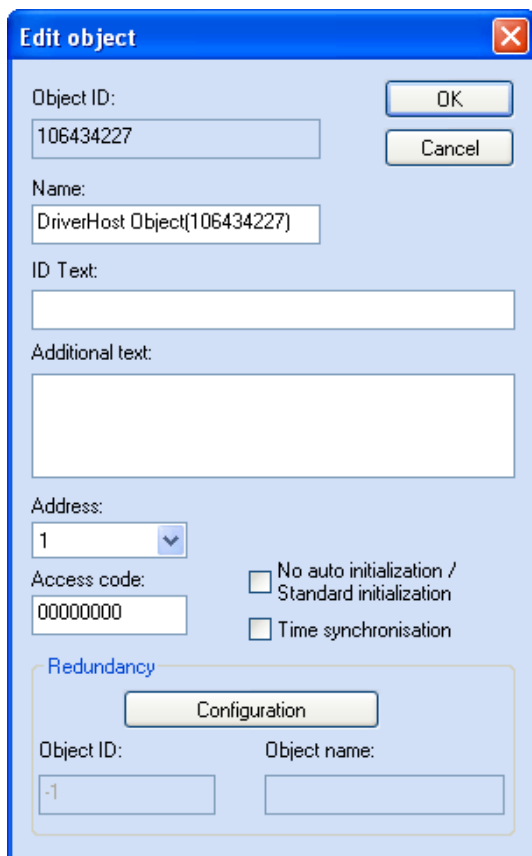 Edit object
Object ID:
OK
106434227
Cancel
Name:
DriverHost Object(106434227)
ID Text:
Additional text:
Address:
1
Access code:
00000000
No auto initialization /
Standard initialization
Time synchronisation
Redundancy
Configuration
Object ID:
Object name:
-1